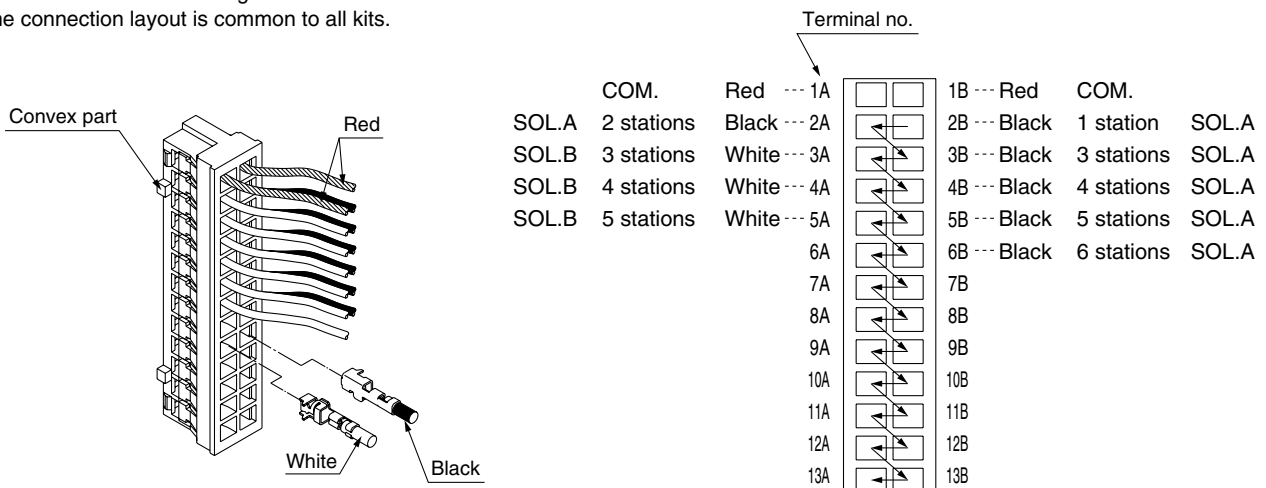 he connection layout is common to all kits.
Terminal no.
Convex part
Red
White
Black
COM. Red 1A 1B Red COM.
SOL.A 2 stations Black 2A 2B Black 1 station SOL.A
SOL.B 3 stations White 3A 3B Black 3 stations SOL.A
SOL.B 4 stations White 4A 4B Black 4 stations SOL.A
SOL.B 5 stations White 5A 5B Black 5 stations SOL.A
6A 6B Black 6 stations SOL.A
7A 7B
8A 8B
9A 9B
10A 10B
11A 11B
12A 12B
13A 13B